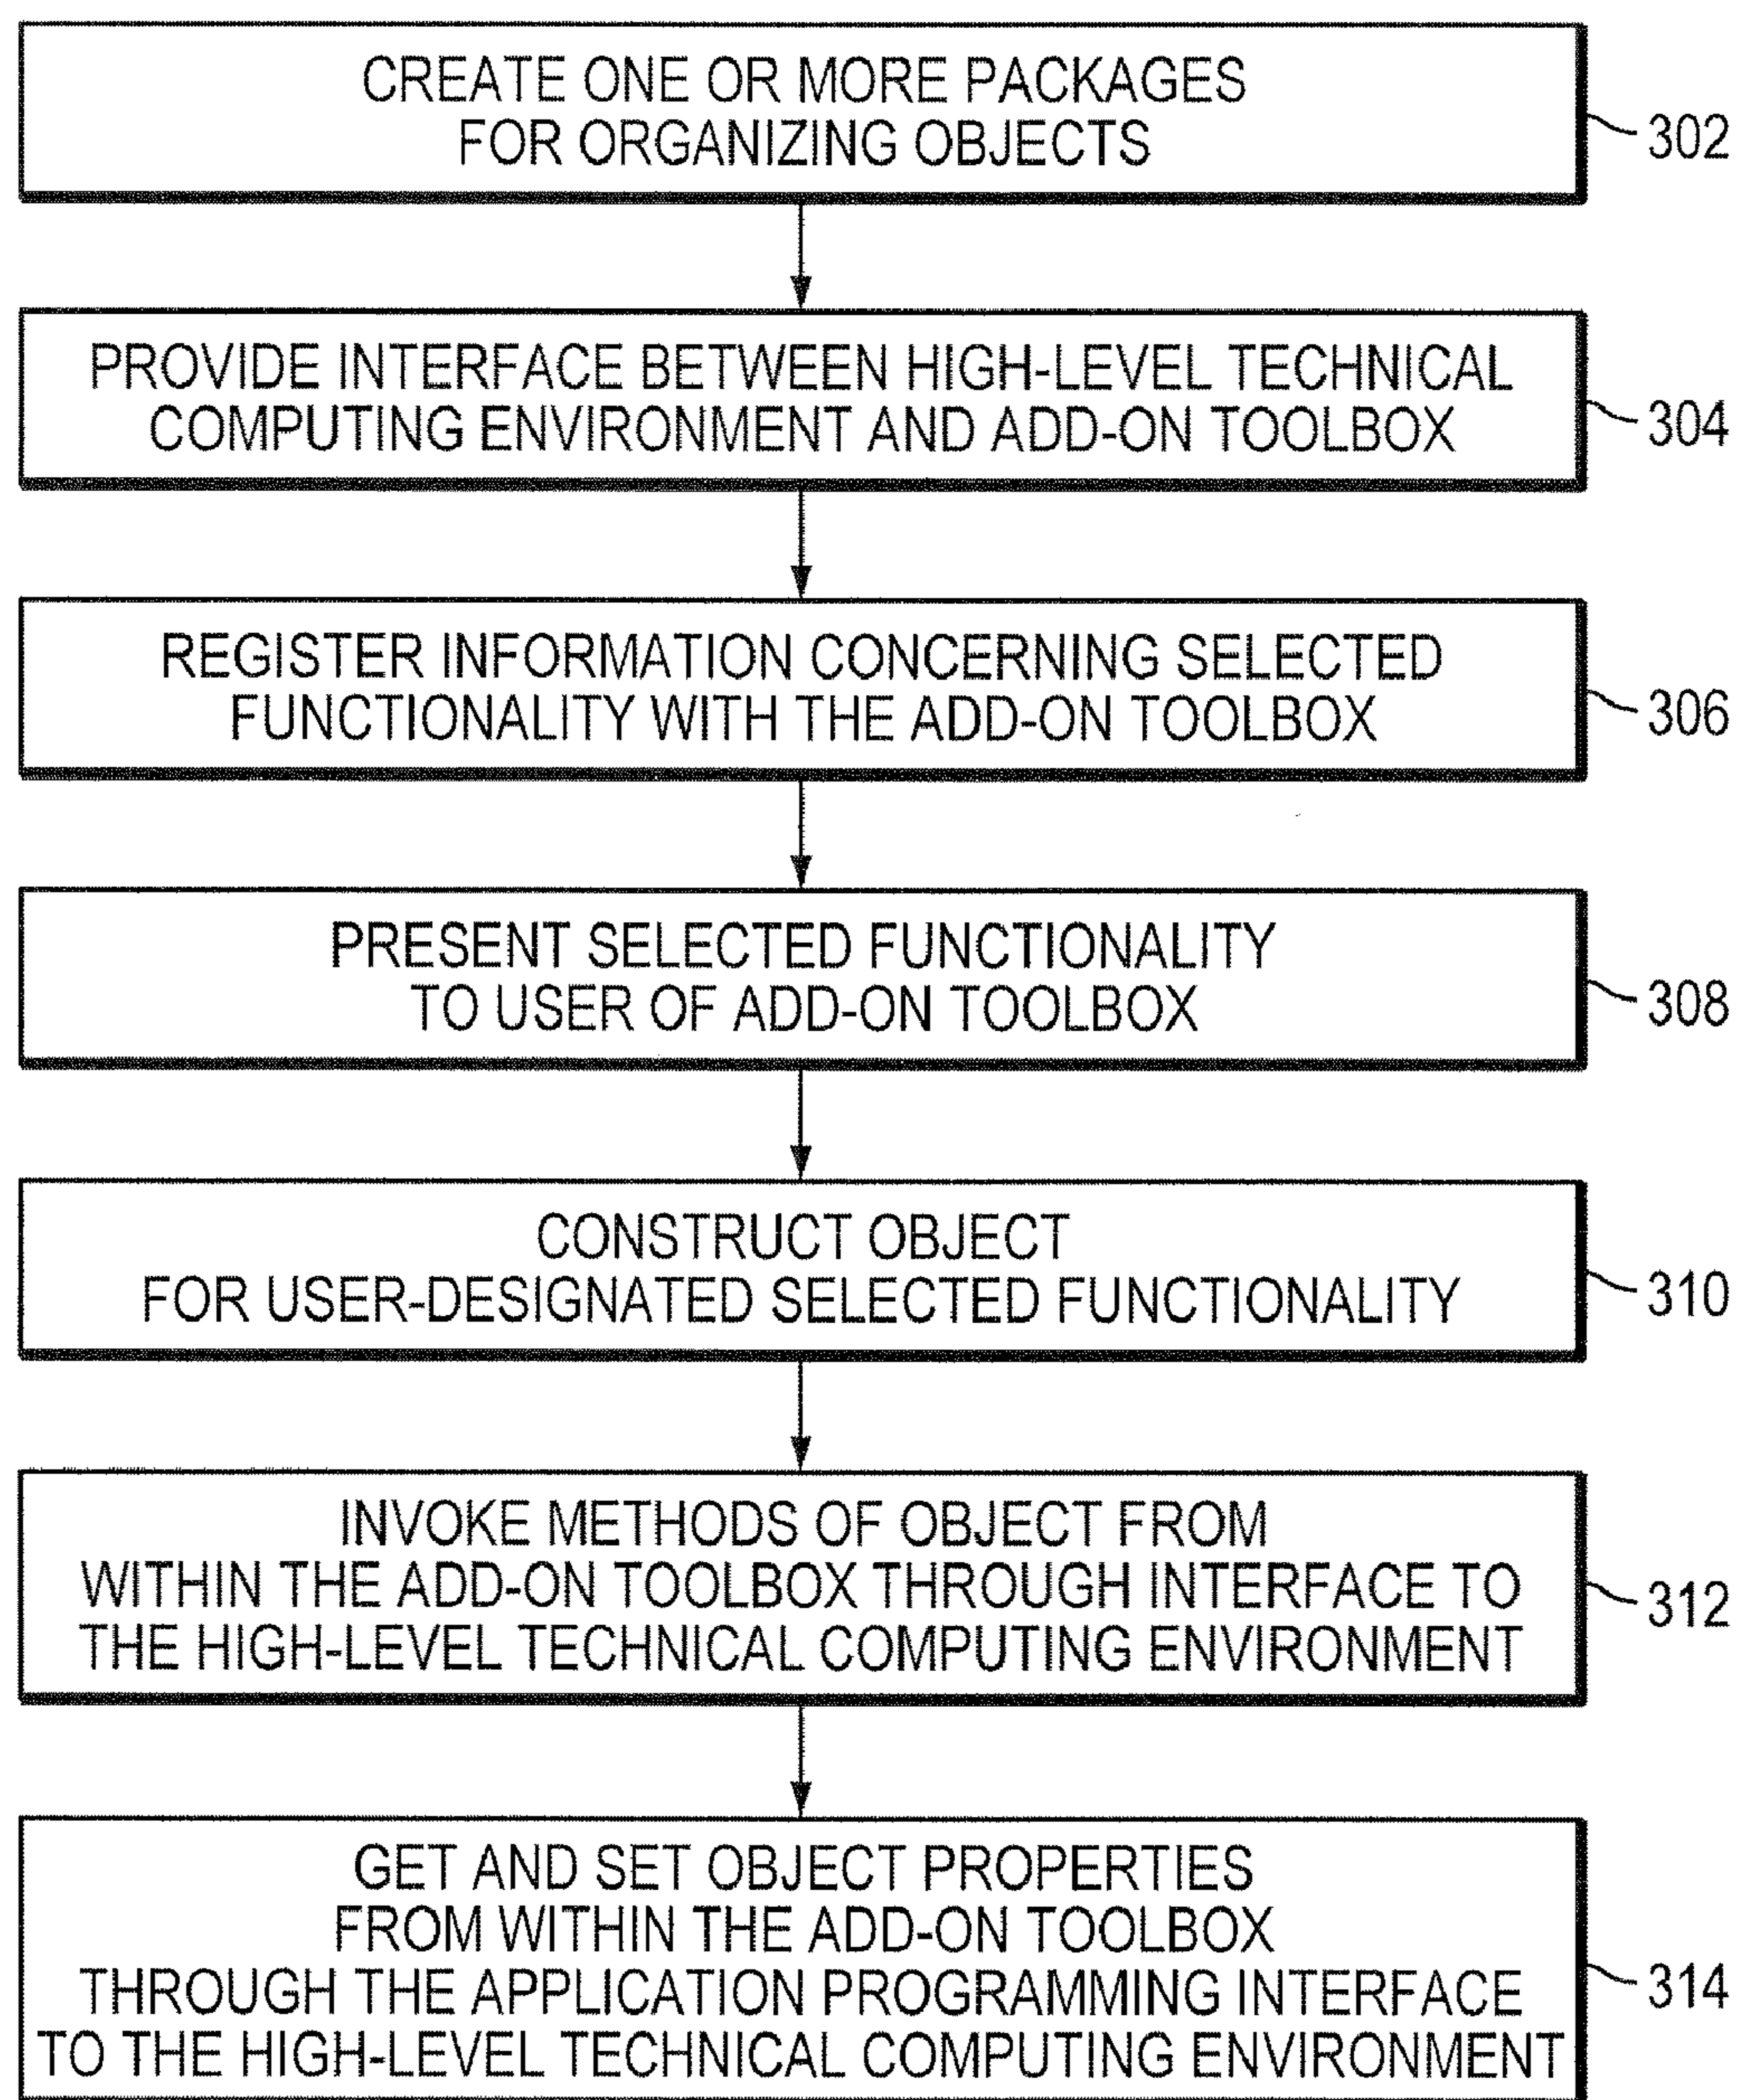 CREATE ONE OR MORE PACKAGES
FOR ORGANIZING OBJECTS
302
PROVIDE INTERFACE BETWEEN HIGH-LEVEL TECHNICAL
COMPUTING ENVIRONMENT AND ADD-ON TOOLBOX
304
REGISTER INFORMATION CONCERNING SELECTED
FUNCTIONALITY WITH THE ADD-ON TOOLBOX
306
PRESENT SELECTED FUNCTIONALITY
TO USER OF ADD-ON TOOLBOX
308
CONSTRUCT OBJECT
FOR USER-DESIGNATED SELECTED FUNCTIONALITY
310
INVOKE METHODS OF OBJECT FROM
WITHIN THE ADD-ON TOOLBOX THROUGH INTERFACE TO
THE HIGH-LEVEL TECHNICAL COMPUTING ENVIRONMENT
312
GET AND SET OBJECT PROPERTIES
FROM WITHIN THE ADD-ON TOOLBOX
THROUGH THE APPLICATION PROGRAMMING INTERFACE
TO THE HIGH-LEVEL TECHNICAL COMPUTING ENVIRONMENT
314